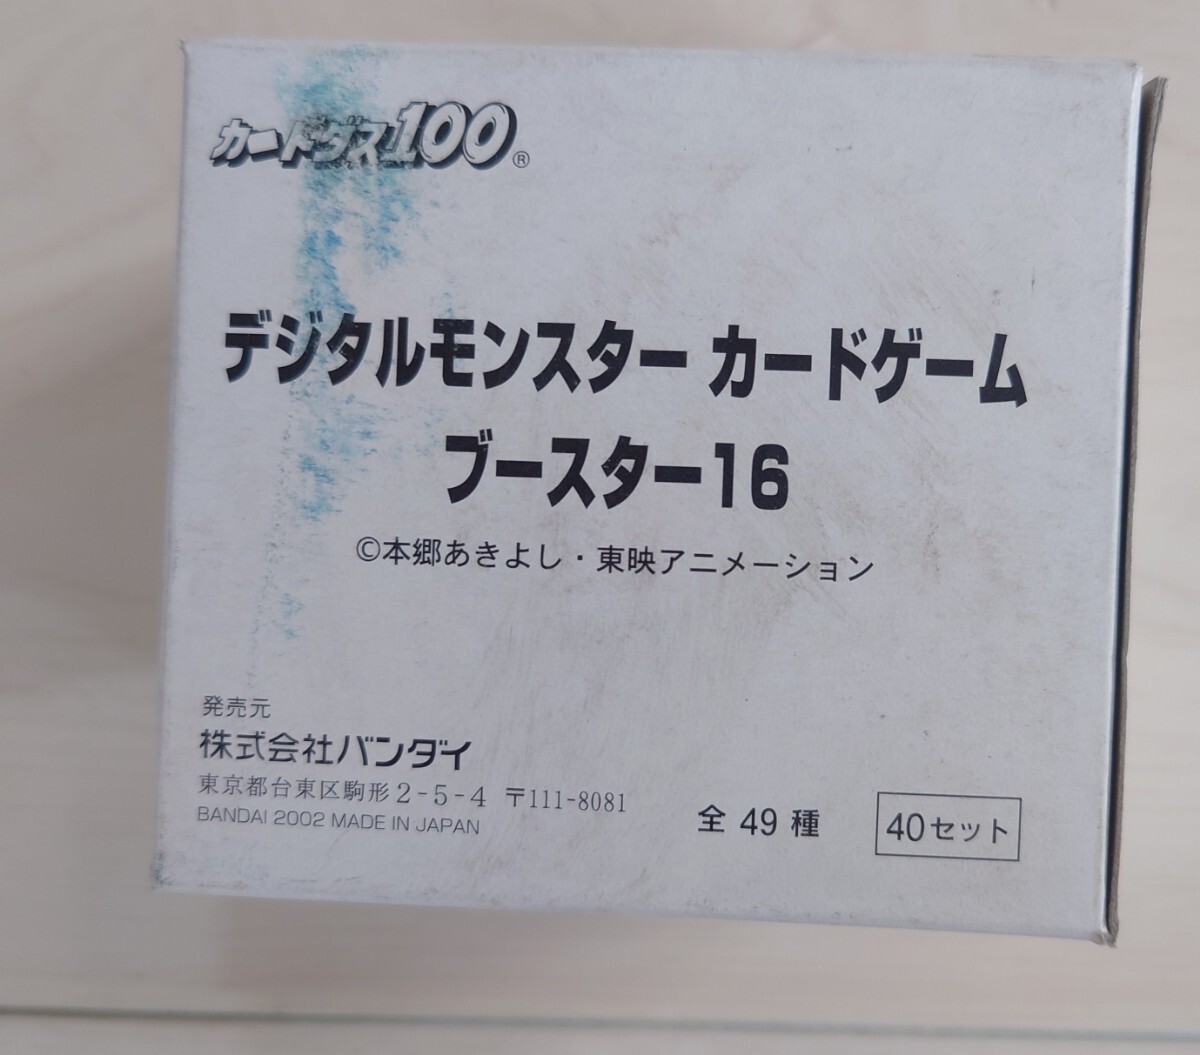 カードダス100®
デジタルモンスター カードゲーム
ブースター16
©本郷あきよし・東映アニメーション
発売元
株式会社バンダイ
東京都台東区駒形2-5-4 〒111-8081
BANDAI 2002 MADE IN JAPAN
全 49 種
40セット